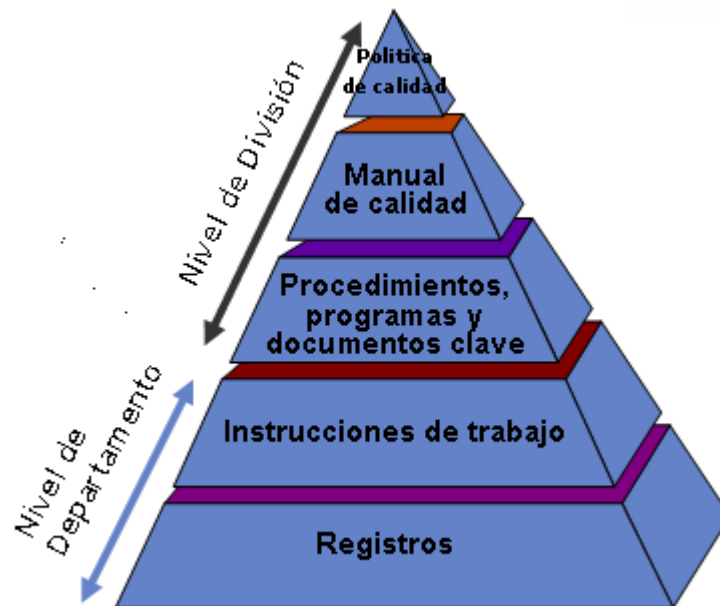 Política
de calidad
Manual
de calidad
Procedimientos,
programas y
documentos clave
Instrucciones de trabajo
Registros
Nivel de División
Nivel de
Departamento